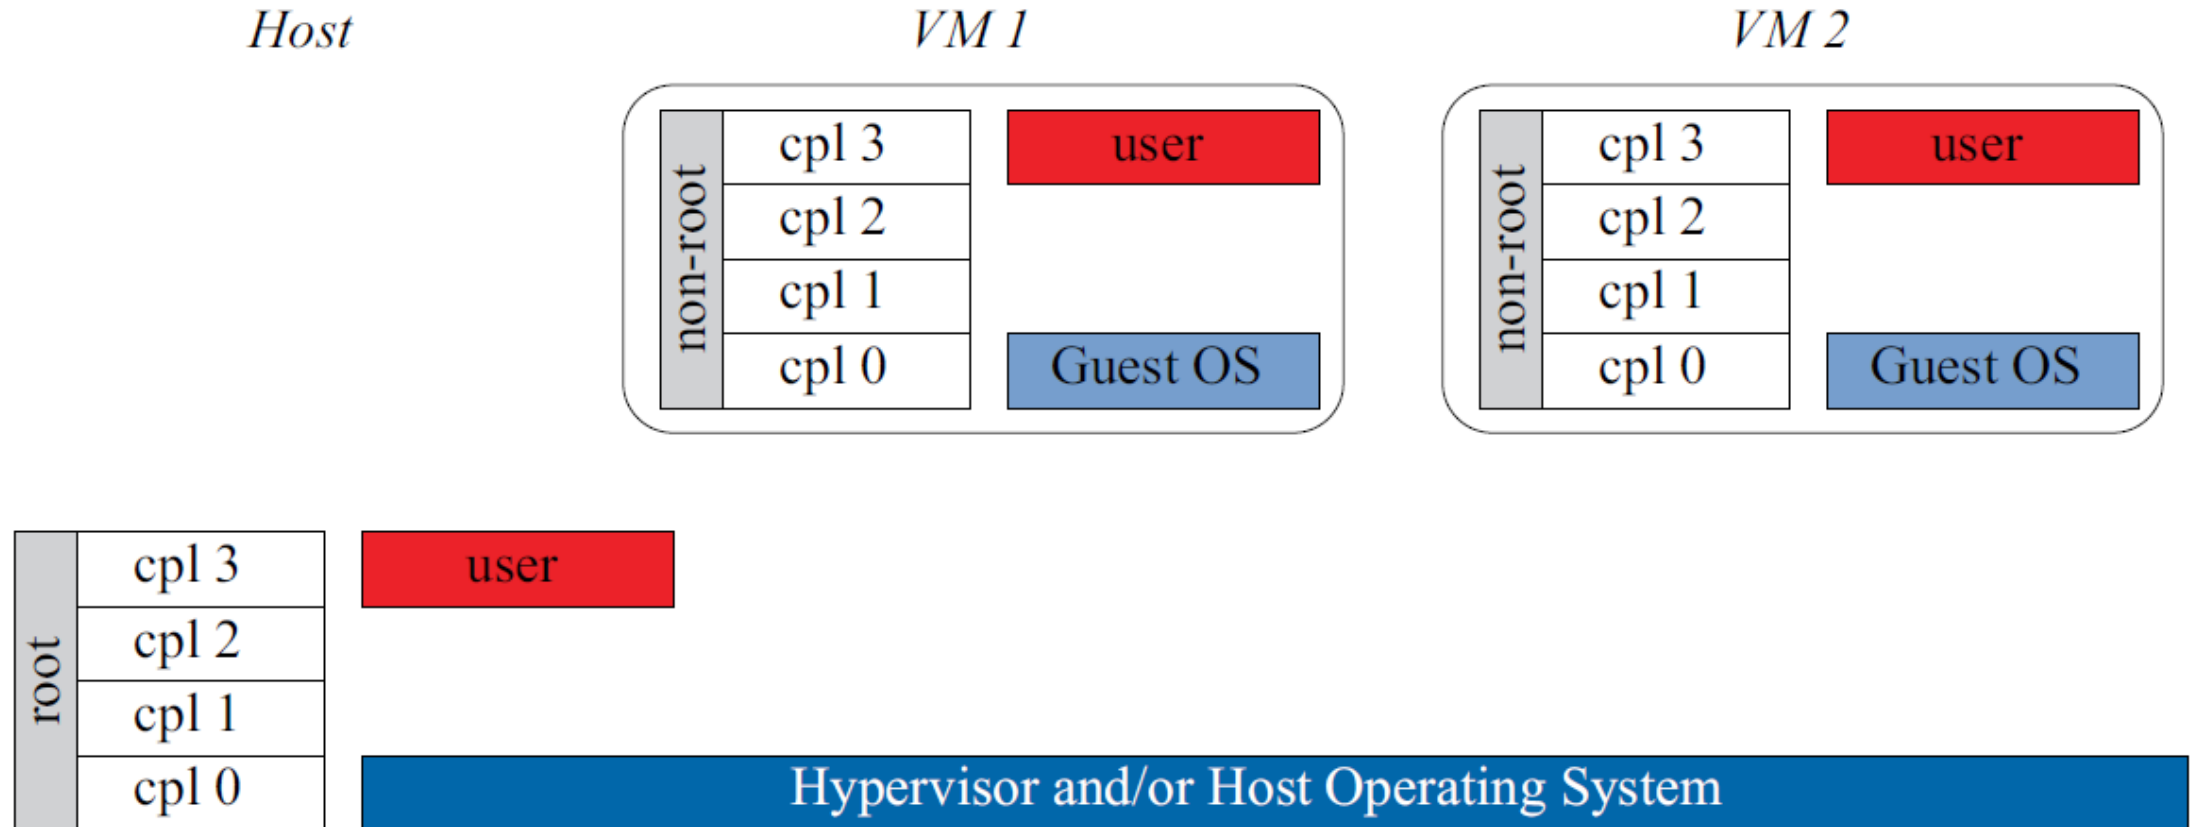 Host
VM 1
VM 2
non-root
cpl 3
user
cpl 2
cpl 1
cpl 0
Guest OS
non-root
cpl 3
user
cpl 2
cpl 1
cpl 0
Guest OS
root
cpl 3
user
cpl 2
cpl 1
cpl 0
Hypervisor and/or Host Operating System